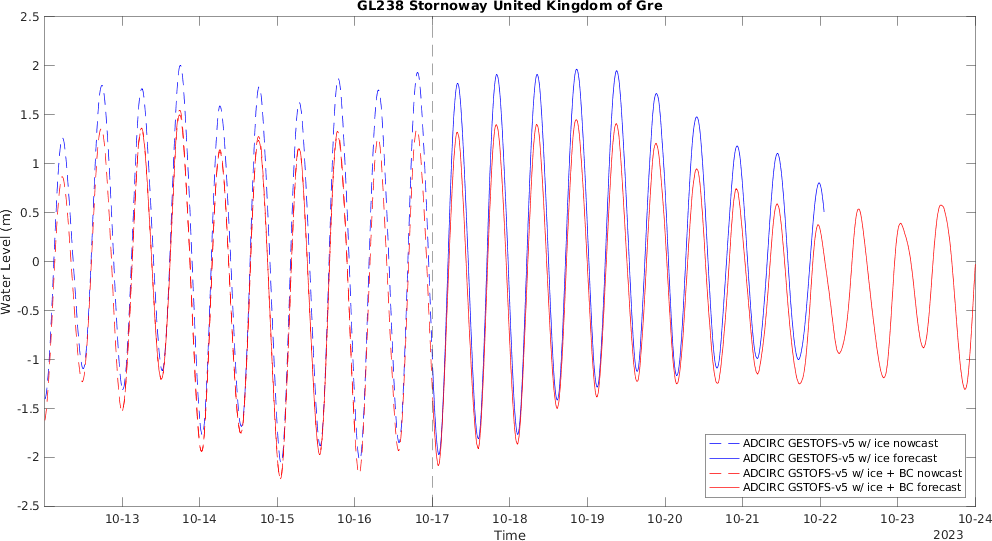 GL238 Stornoway United Kingdom of Gre
Water Level (m)
2.5
2
1.5
1
0.5
0
-0.5
-1
-1.5
-2
-2.5
10-13 10-14 10-15 10-16 10-17 10-18 10-19 10-20 10-21 10-22 10-23 10-24
Time
2023
ADCIRC GESTOFS-v5 w/ ice nowcast
ADCIRC GESTOFS-v5 w/ ice forecast
ADCIRC GSTOFS-v5 w/ ice + BC nowcast
ADCIRC GSTOFS-v5 w/ ice + BC forecast